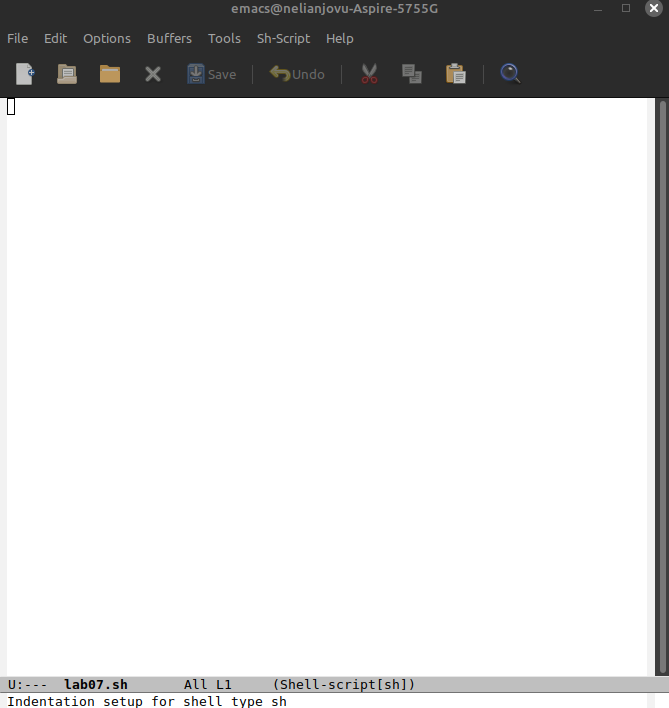 emacs@nelianjovu-Aspire-5755G
File Edit Options Buffers Tools Sh-Script Help
Save Undo
U:--- lab07.sh All L1 (Shell-script[sh])
Indentation setup for shell type sh